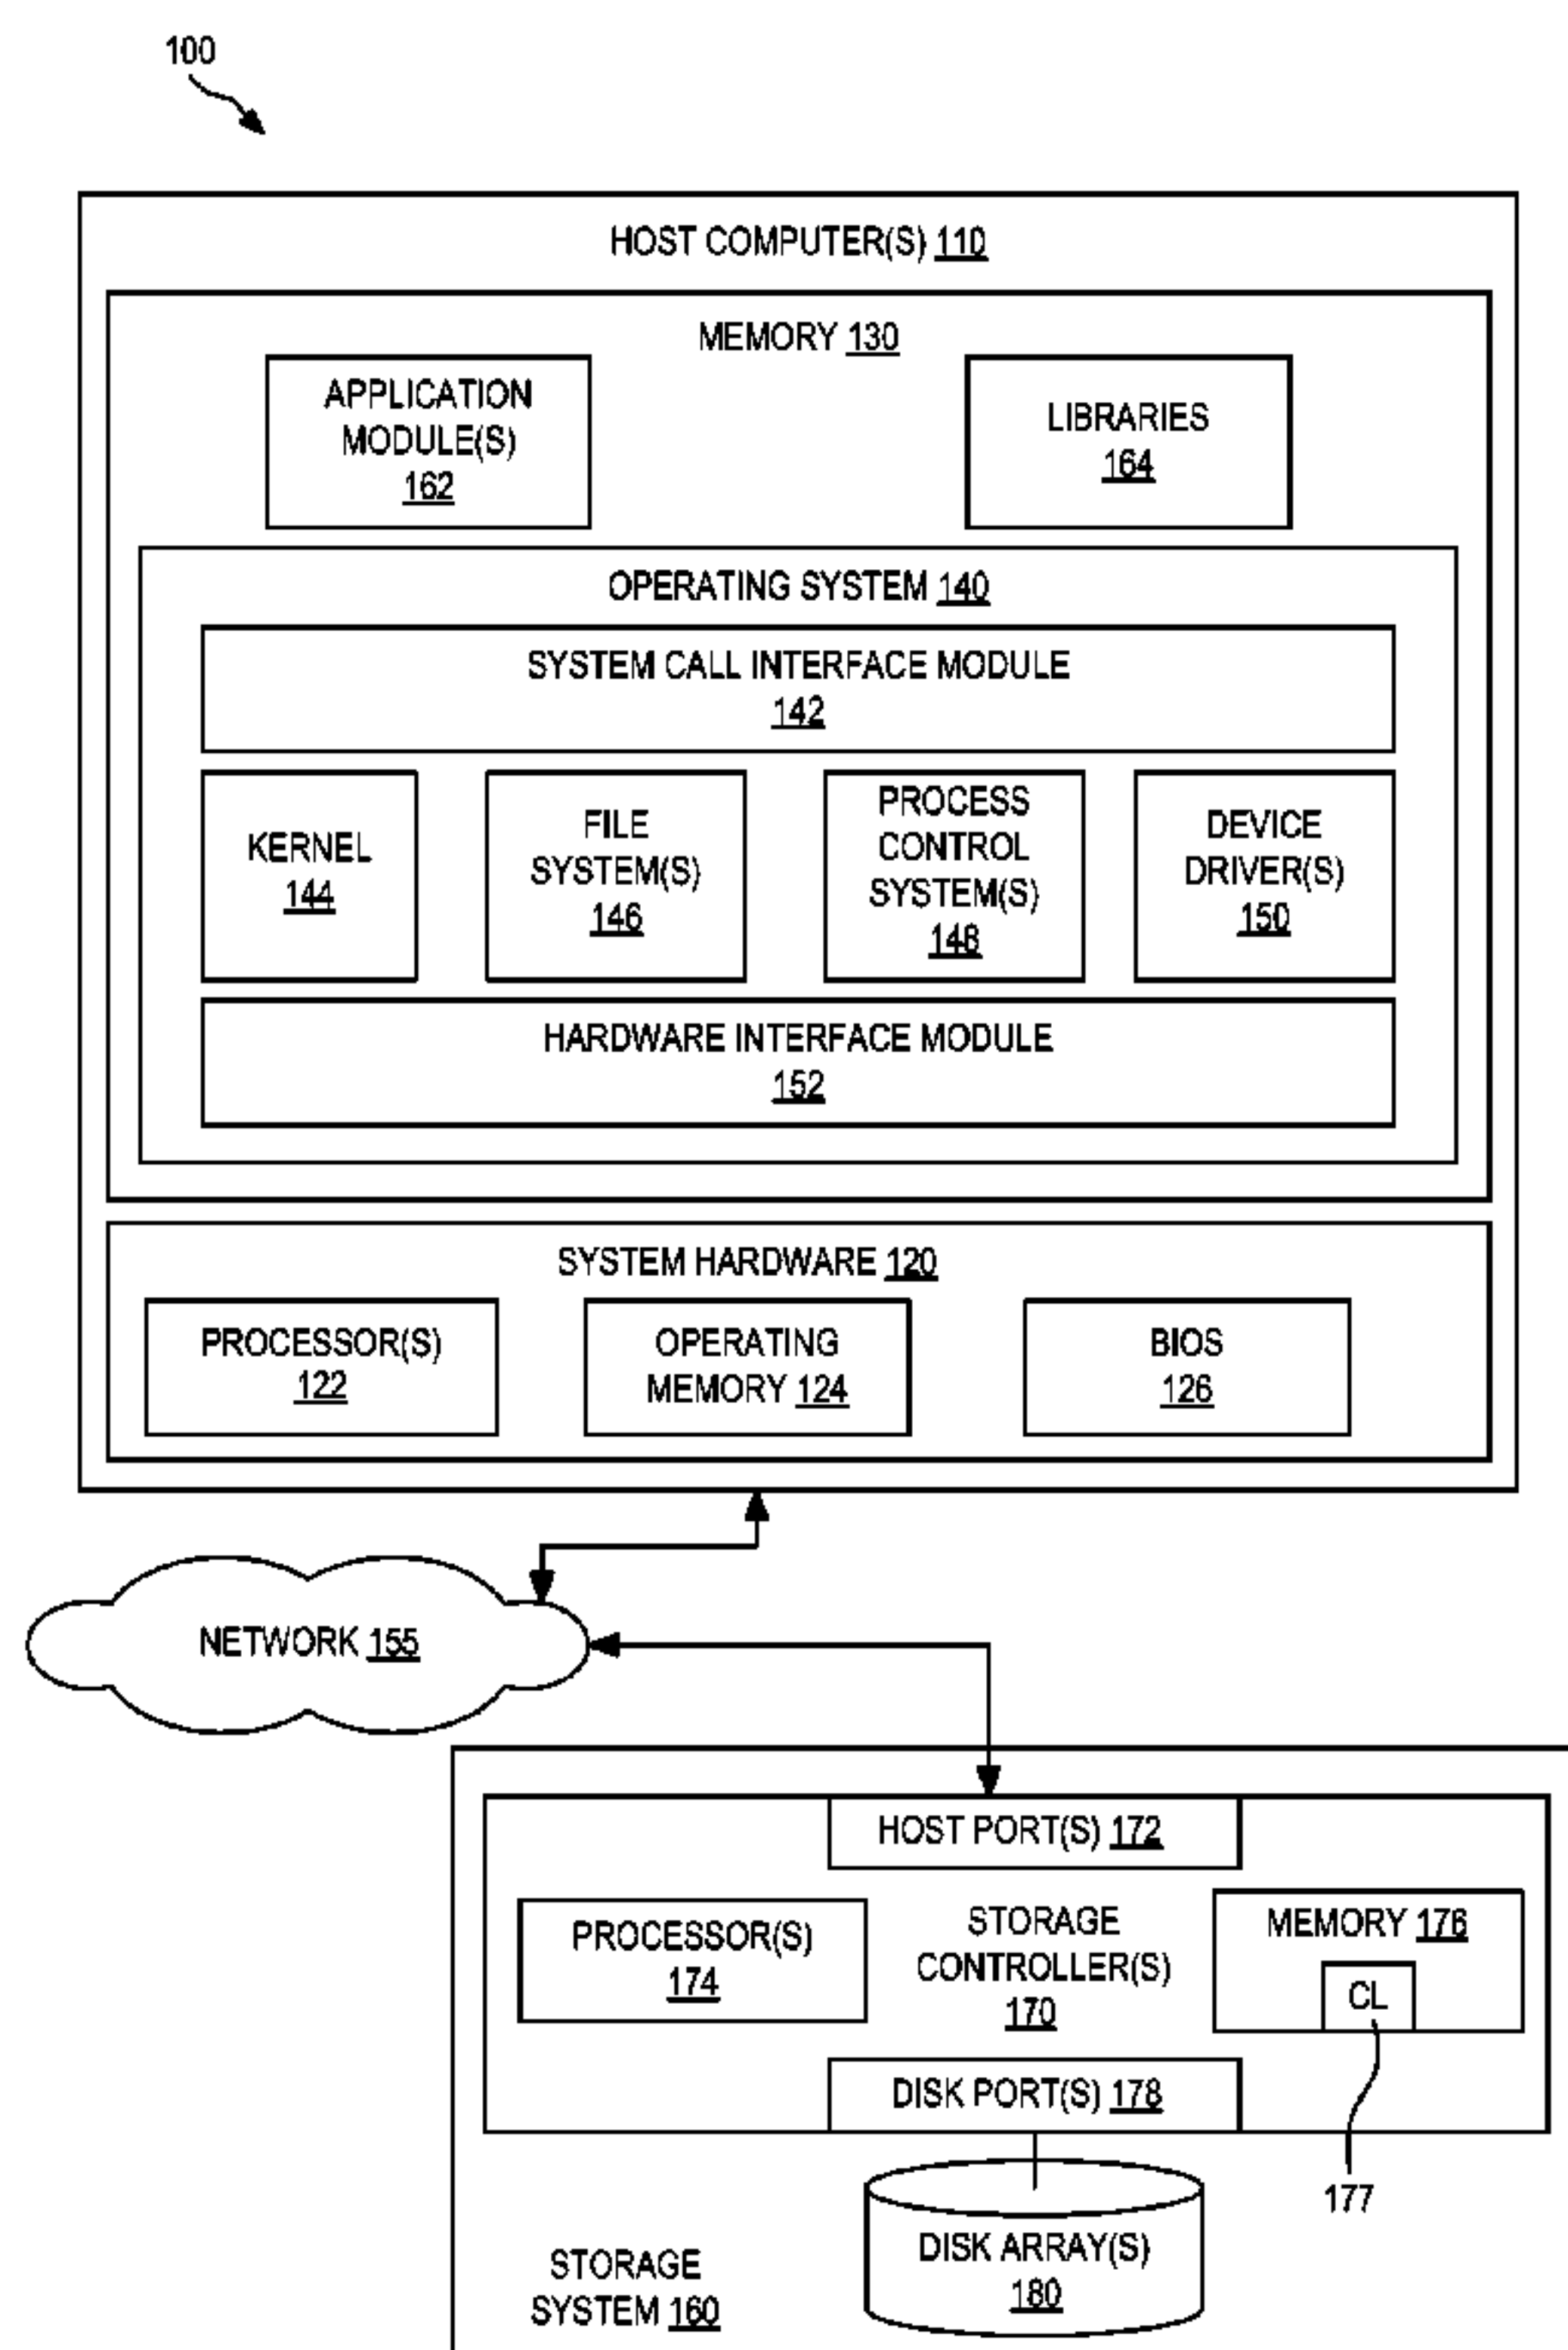 100
HOST COMPUTER(S) 110
MEMORY 130
APPLICATION
MODULE(S)
162
LIBRARIES
164
OPERATING SYSTEM 140
SYSTEM CALL INTERFACE MODULE
142
KERNEL
144
FILE
SYSTEM(S)
146
PROCESS
CONTROL
SYSTEM(S)
148
DEVICE
DRIVER(S)
150
HARDWARE INTERFACE MODULE
152
SYSTEM HARDWARE 120
PROCESSOR(S)
122
OPERATING
MEMORY 124
BIOS
126
NETWORK 155
HOST PORT(S) 172
PROCESSOR(S)
174
STORAGE
CONTROLLER(S)
170
MEMORY 176
CL
DISK PORT(S) 178
177
DISK ARRAY(S)
180
STORAGE
SYSTEM 160